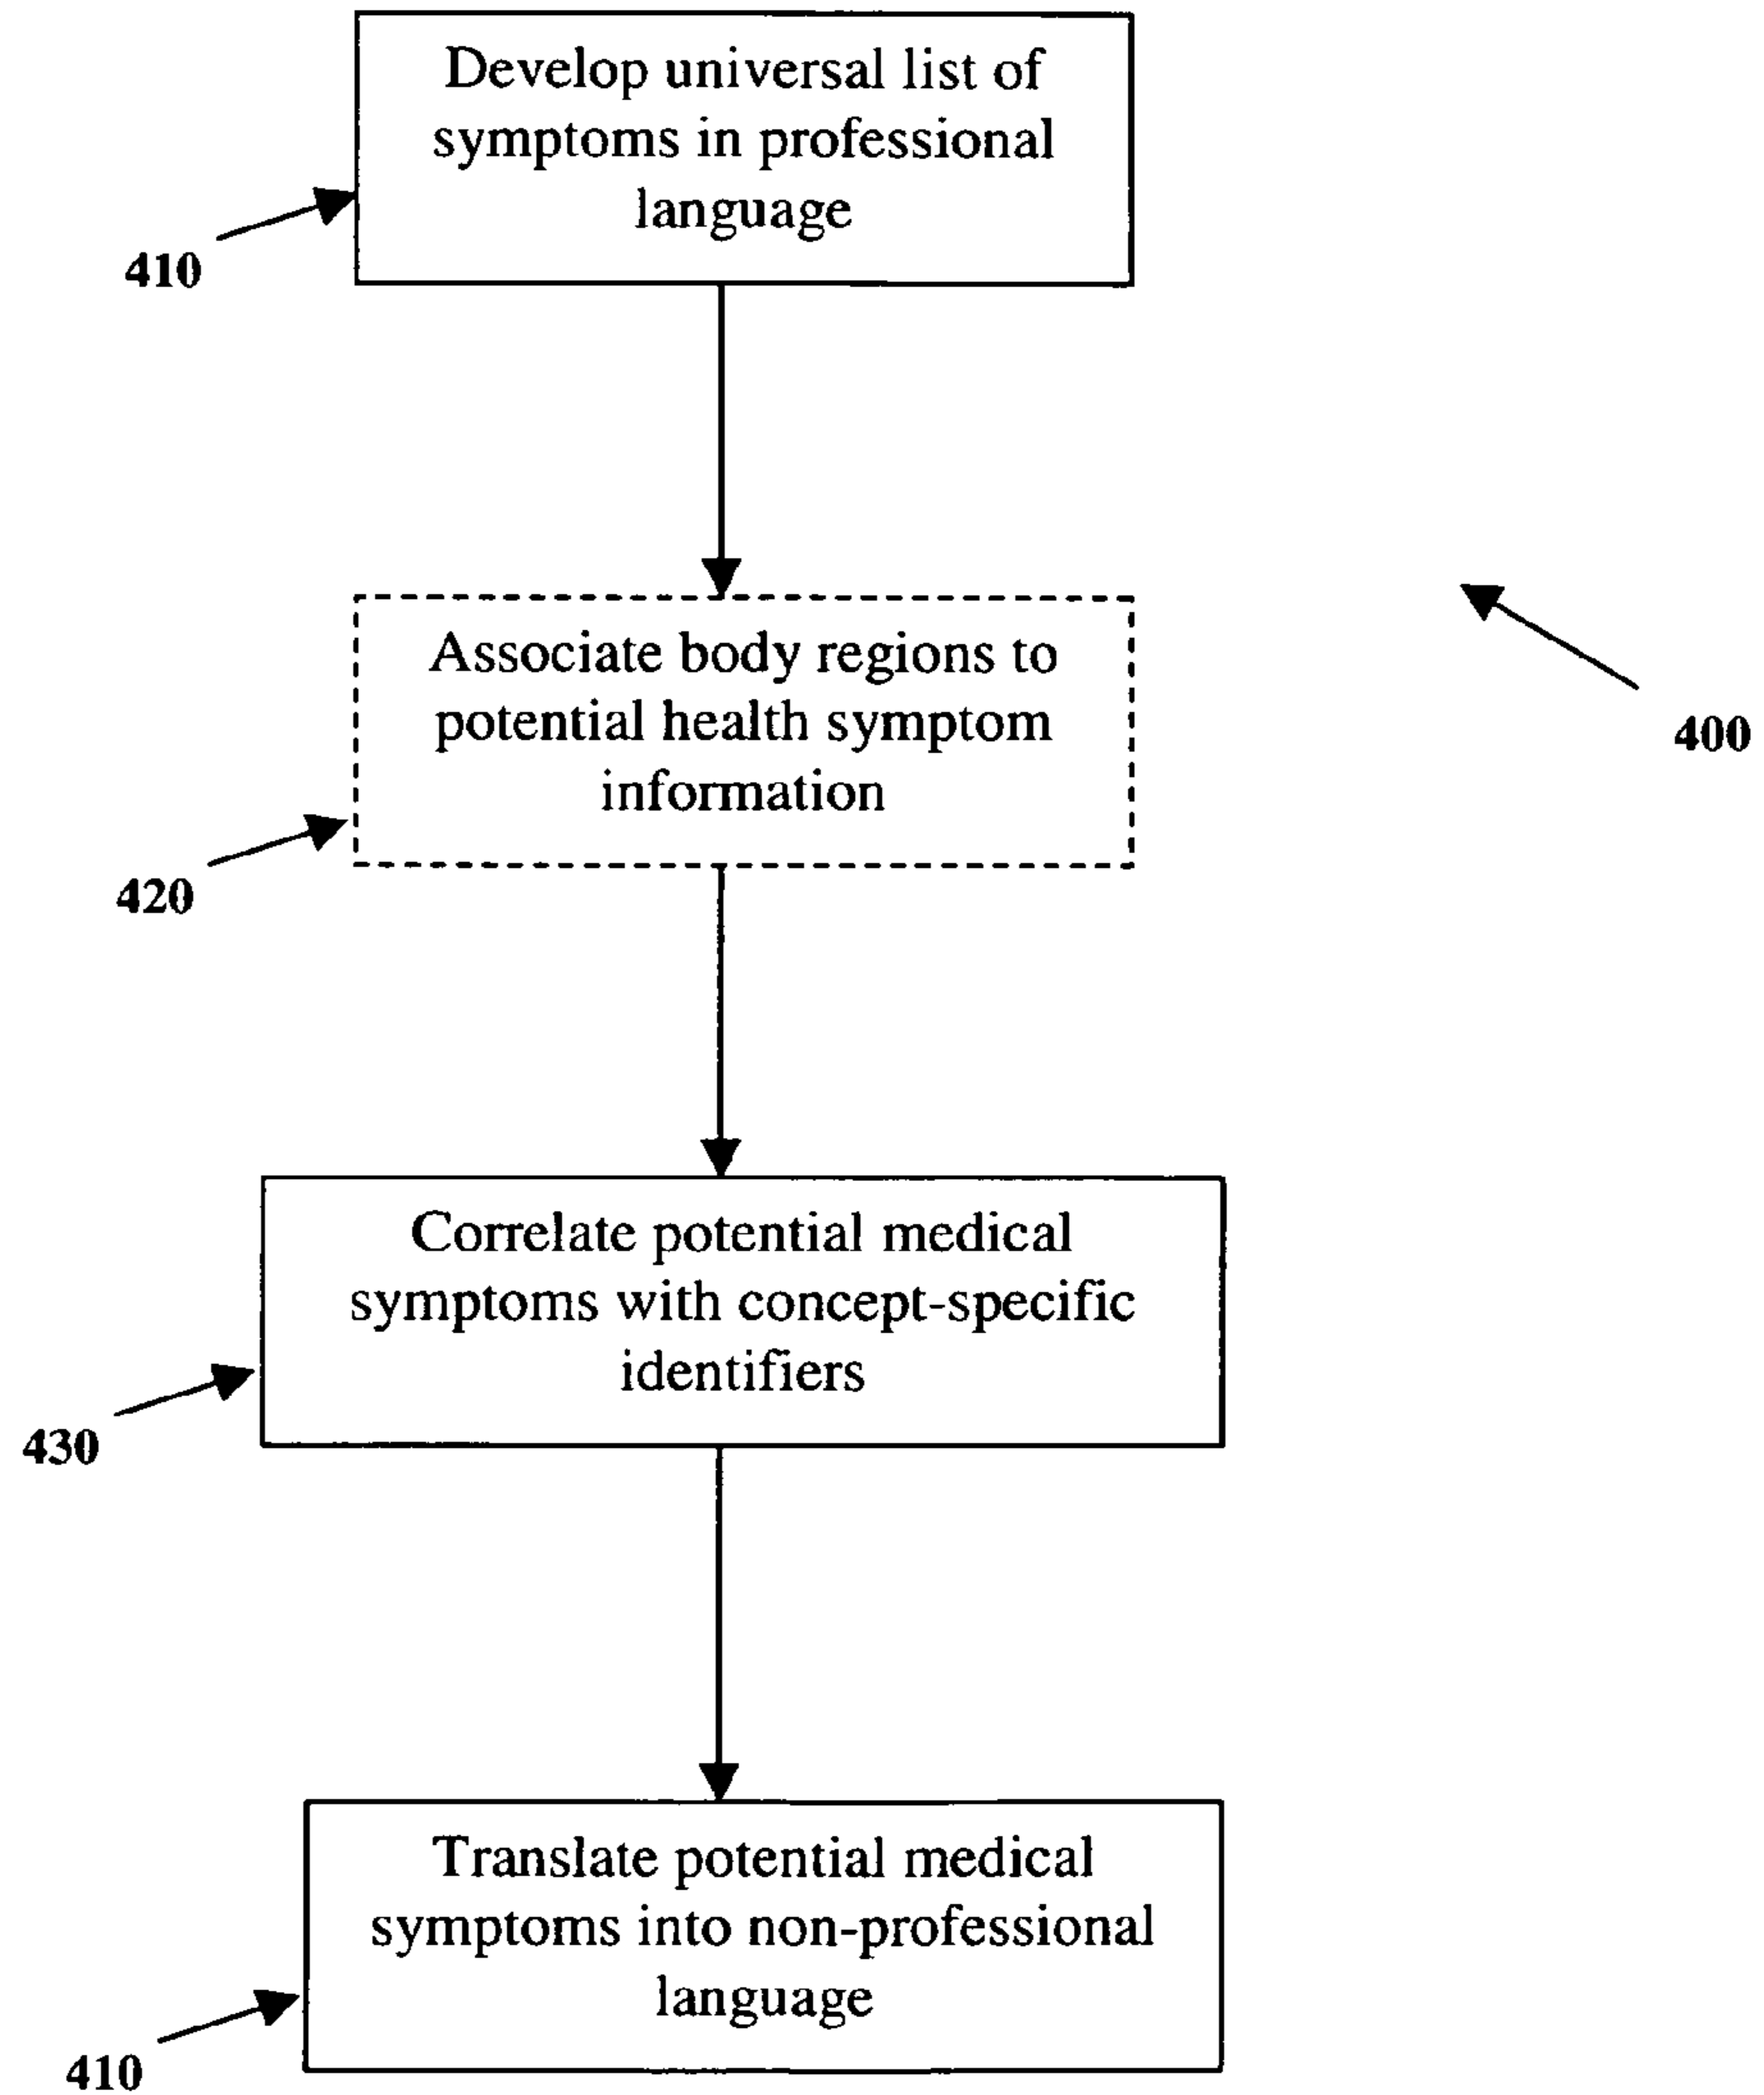 Develop universal list of
symptoms in professional
language
410
Associate body regions to
potential health symptom
information
400
420
Correlate potential medical
symptoms with concept-specific
identifiers
430
Translate potential medical
symptoms into non-professional
language
410